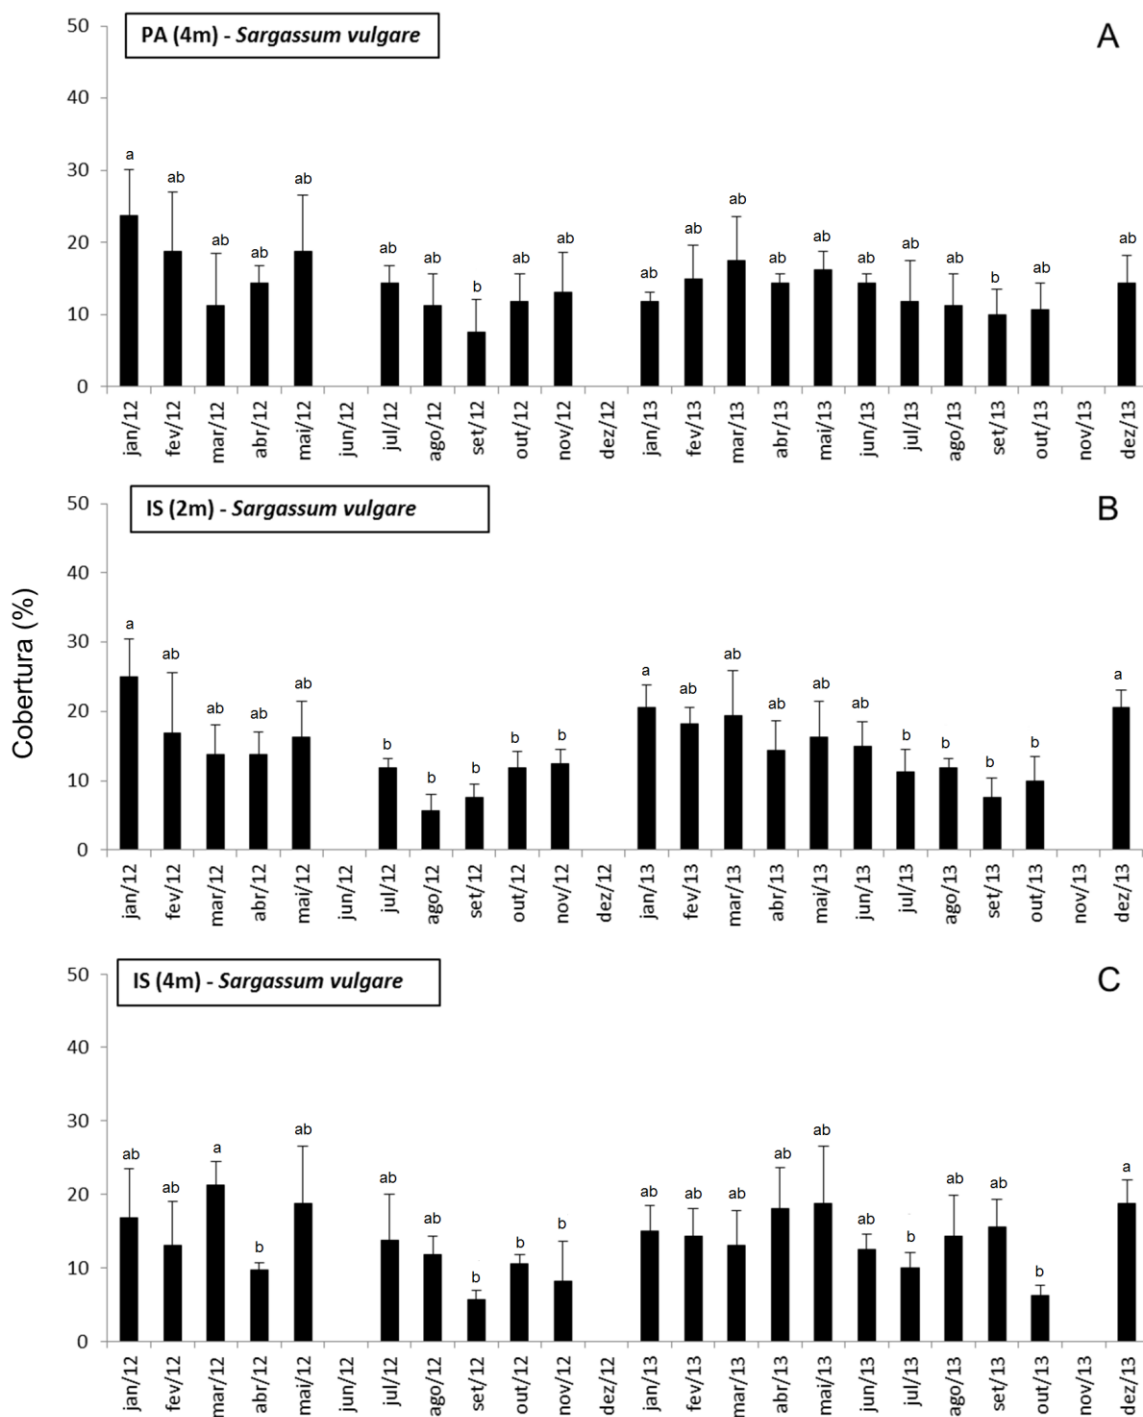 PA (4m) - Sargassum vulgare
A
50
40
30
20
10
0
a
ab
ab
ab
ab
ab
ab
b
ab
ab
ab
ab
ab
ab
ab
ab
ab
ab
b
ab
ab
jan/12
fev/12
mar/12
abr/12
mai/12
jun/12
jul/12
ago/12
set/12
out/12
nov/12
dez/12
jan/13
fev/13
mar/13
abr/13
mai/13
jun/13
jul/13
ago/13
set/13
out/13
nov/13
dez/13
Cobertura (%)
IS (2m) - Sargassum vulgare
B
50
40
30
20
10
0
a
ab
ab
ab
ab
b
b
b
b
b
a
ab
ab
ab
ab
ab
b
b
b
b
a
jan/12
fev/12
mar/12
abr/12
mai/12
jun/12
jul/12
ago/12
set/12
out/12
nov/12
dez/12
jan/13
fev/13
mar/13
abr/13
mai/13
jun/13
jul/13
ago/13
set/13
out/13
nov/13
dez/13
IS (4m) - Sargassum vulgare
C
50
40
30
20
10
0
ab
ab
a
b
ab
ab
ab
b
b
b
ab
ab
ab
ab
ab
ab
b
ab
ab
b
a
jan/12
fev/12
mar/12
abr/12
mai/12
jun/12
jul/12
ago/12
set/12
out/12
nov/12
dez/12
jan/13
fev/13
mar/13
abr/13
mai/13
jun/13
jul/13
ago/13
set/13
out/13
nov/13
dez/13